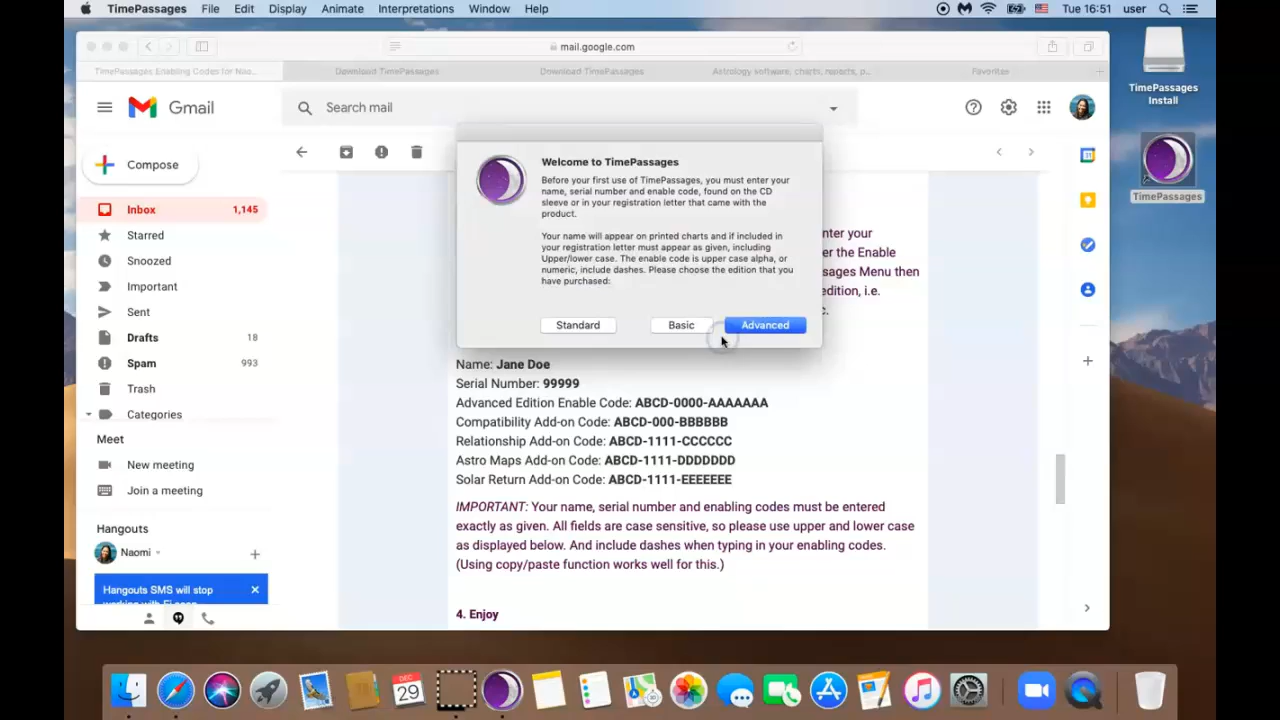 TimePassages File Edit Display Animate Interpretations Window Help Tue 16:51 user
mail.google.com
TimePassages Enabling Codes for Nao... Download TimePassages Download TimePassages Astrology software, charts, reports, p... Favorites
Gmail
Search mail
TimePassages
Install
TimePassages
Compose
Inbox 1,145
Starred
Snoozed
Important
Sent
Drafts 18
Spam 993
Trash
Categories
Meet
New meeting
Join a meeting
Hangouts
Naomi
Hangouts SMS will stop
Welcome to TimePassages
Before your first use of TimePassages, you must enter your
name, serial number and enable code, found on the CD
sleeve or in your registration letter that came with the
product.
Your name will appear on printed charts and if included in
your registration letter must appear as given, including
Upper/lower case. The enable code is upper case alpha, or
numeric, include dashes. Please choose the edition that you
have purchased:
Standard Basic Advanced
nter your
er the Enable
sages Menu then
edition, i.e.
Name: Jane Doe
Serial Number: 99999
Advanced Edition Enable Code: ABCD-0000-AAAAAAA
Compatibility Add-on Code: ABCD-000-BBBBBB
Relationship Add-on Code: ABCD-1111-CCCCCC
Astro Maps Add-on Code: ABCD-1111-DDDDDDD
Solar Return Add-on Code: ABCD-1111-EEEEEEE
IMPORTANT: Your name, serial number and enabling codes must be entered
exactly as given. All fields are case sensitive, so please use upper and lower case
as displayed below. And include dashes when typing in your enabling codes.
(Using copy/paste function works well for this.)
4. Enjoy
DEC
29